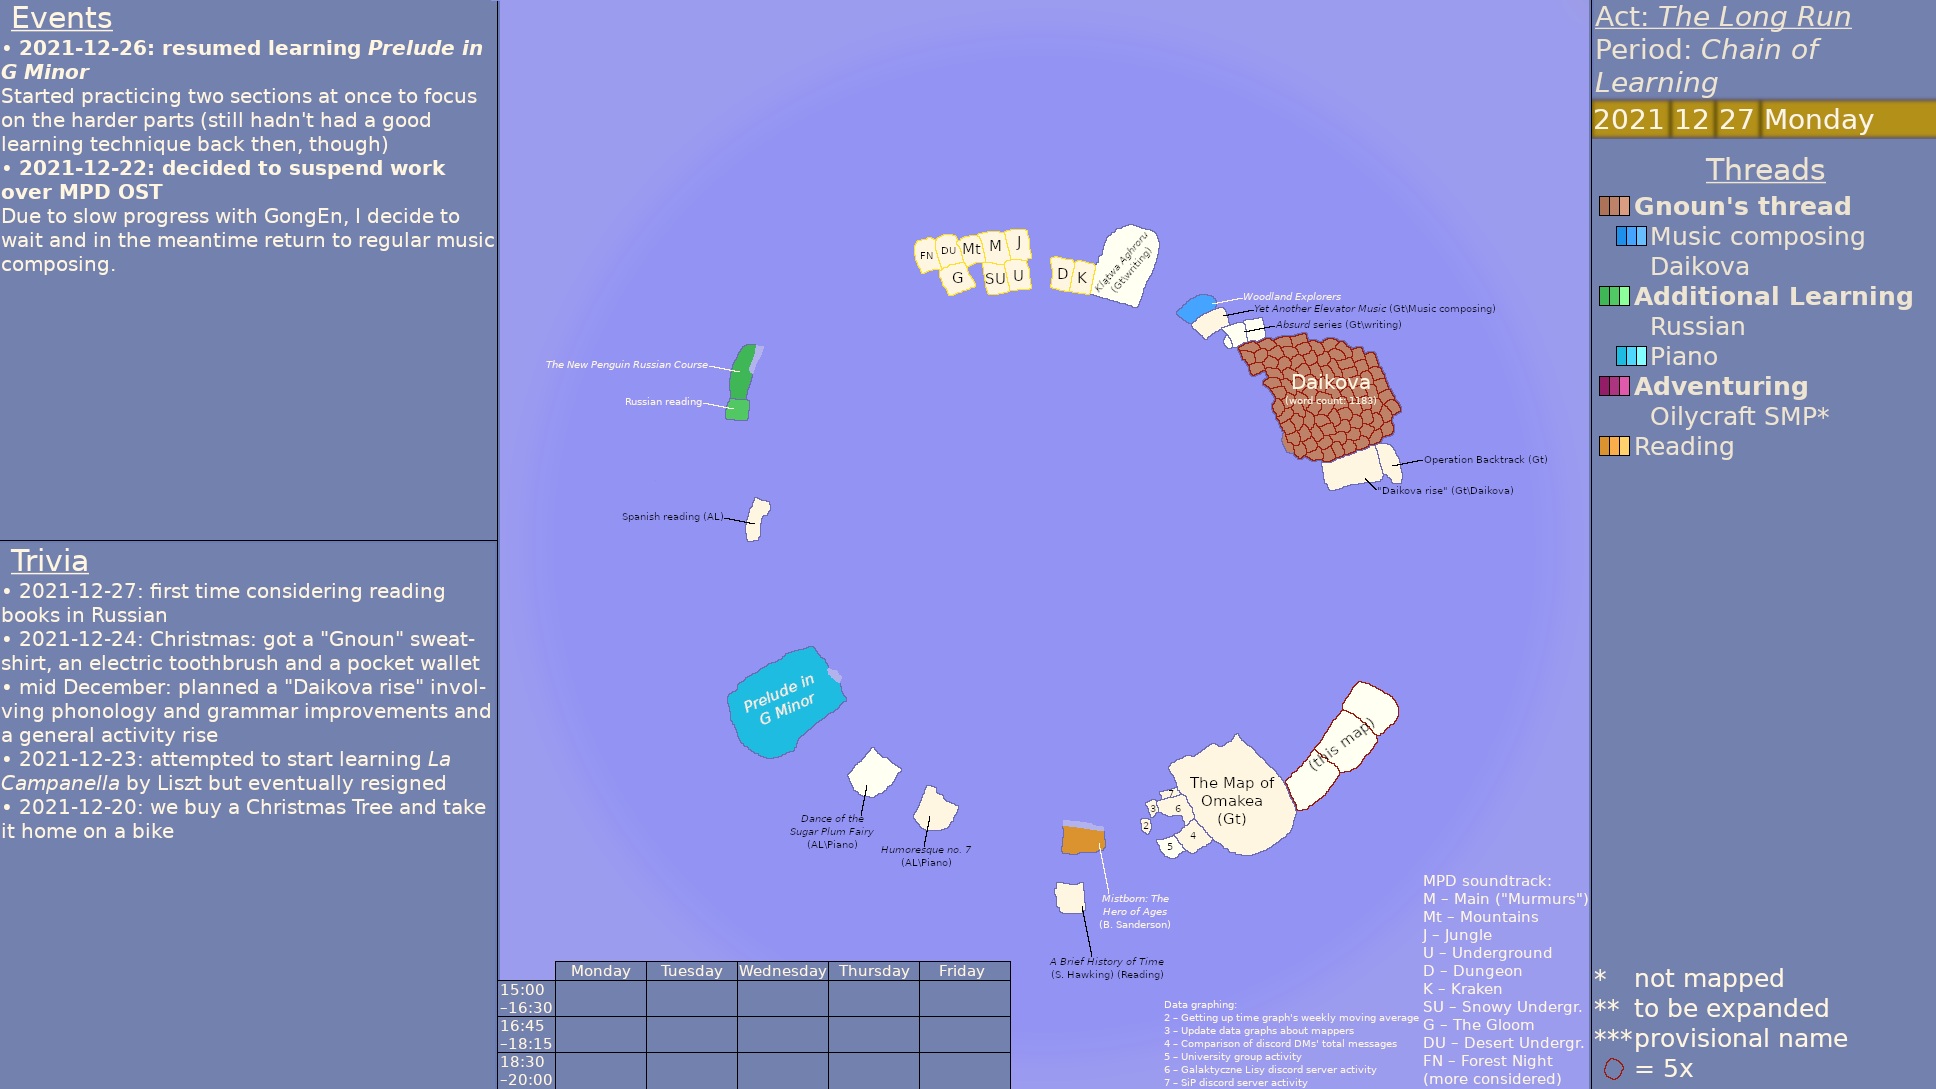 Events
• 2021-12-26: resumed learning Prelude in
G Minor
Started practicing two sections at once to focus
on the harder parts (still hadn't had a good
learning technique back then, though)
• 2021-12-22: decided to suspend work
over MPD OST
Due to slow progress with GongEn, I decide to
wait and in the meantime return to regular music
composing.
Trivia
• 2021-12-27: first time considering reading
books in Russian
• 2021-12-24: Christmas: got a "Gnoun" sweat-
shirt, an electric toothbrush and a pocket wallet
• mid December: planned a "Daikova rise" invol-
ving phonology and grammar improvements and
a general activity rise
• 2021-12-23: attempted to start learning La
Campanella by Liszt but eventually resigned
• 2021-12-20: we buy a Christmas Tree and take
it home on a bike
FN
DU
Mt
M
J
G
SU
U
D
K
Klątwa Aghroru
(Gt\writing)
Woodland Explorers
Yet Another Elevator Music (Gt\Music composing)
Absurd series (Gt\writing)
Daikova
(word count: 1183)
Operation Backtrack (Gt)
"Daikova rise" (Gt\Daikova)
The New Penguin Russian Course
Russian reading
Spanish reading (AL)
Prelude in
G Minor
Dance of the
Sugar Plum Fairy
(AL\Piano)
Humoresque no. 7
(AL\Piano)
(this map)
The Map of
Omakea
(Gt)
7
3
6
2
4
5
Mistborn: The
Hero of Ages
(B. Sanderson)
A Brief History of Time
(S. Hawking) (Reading)
Monday Tuesday Wednesday Thursday Friday
15:00
–16:30
16:45
–18:15
18:30
–20:00
Data graphing:
2 – Getting up time graph's weekly moving average
3 – Update data graphs about mappers
4 – Comparison of discord DMs' total messages
5 – University group activity
6 – Galaktyczne Lisy discord server activity
7 – SiP discord server activity
MPD soundtrack:
M – Main ("Murmurs")
Mt – Mountains
J – Jungle
U – Underground
D – Dungeon
K – Kraken
SU – Snowy Undergr.
G – The Gloom
DU – Desert Undergr.
FN – Forest Night
(more considered)
Act: The Long Run
Period: Chain of
Learning
2021 12 27 Monday
Threads
Gnoun's thread
Music composing
Daikova
Additional Learning
Russian
Piano
Adventuring
Oilycraft SMP*
Reading
* not mapped
** to be expanded
*** provisional name
= 5x